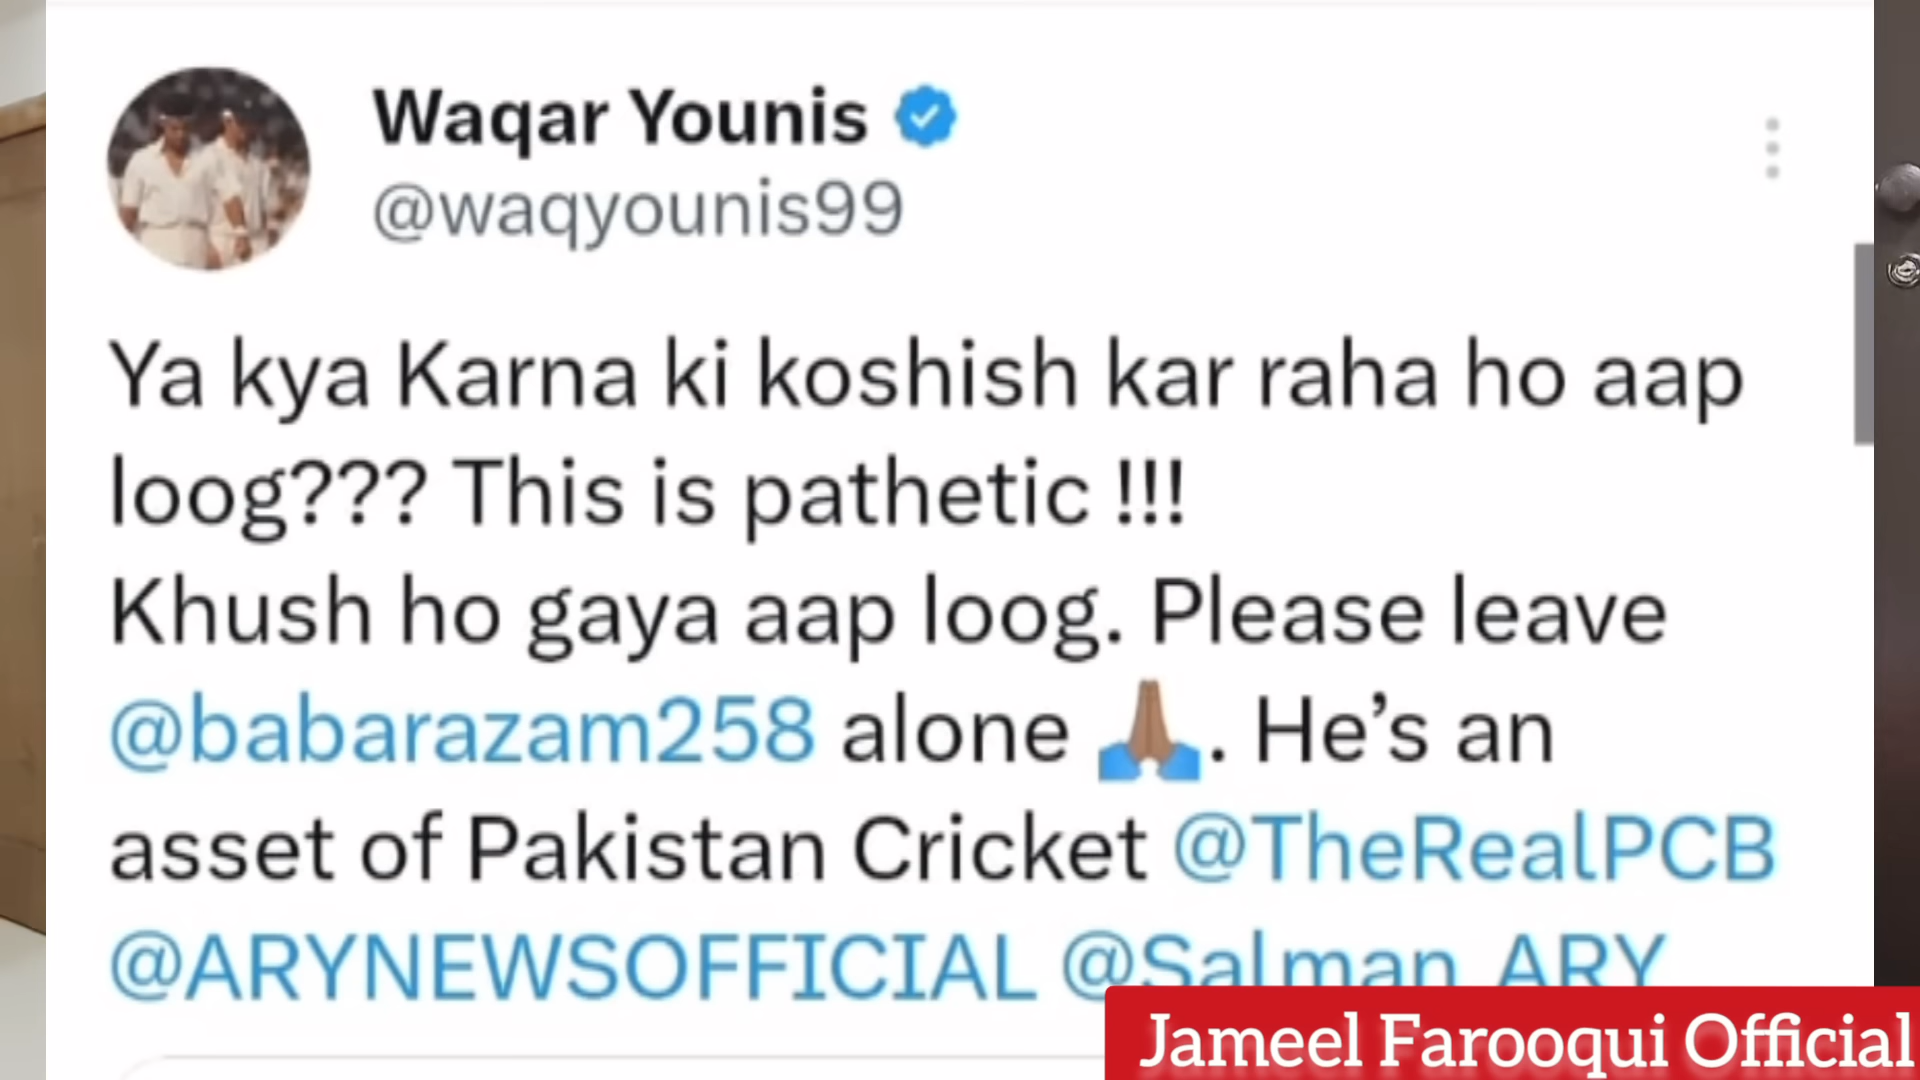 Waqar Younis
@waqyounis99
Ya kya Karna ki koshish kar raha ho aap
loog??? This is pathetic !!!
Khush ho gaya aap loog. Please leave
@babarazam258 alone 🙏🏽. He’s an
asset of Pakistan Cricket @TheRealPCB
@ARYNEWSOFFICIAL @Salman_ARY
Jameel Farooqui Official